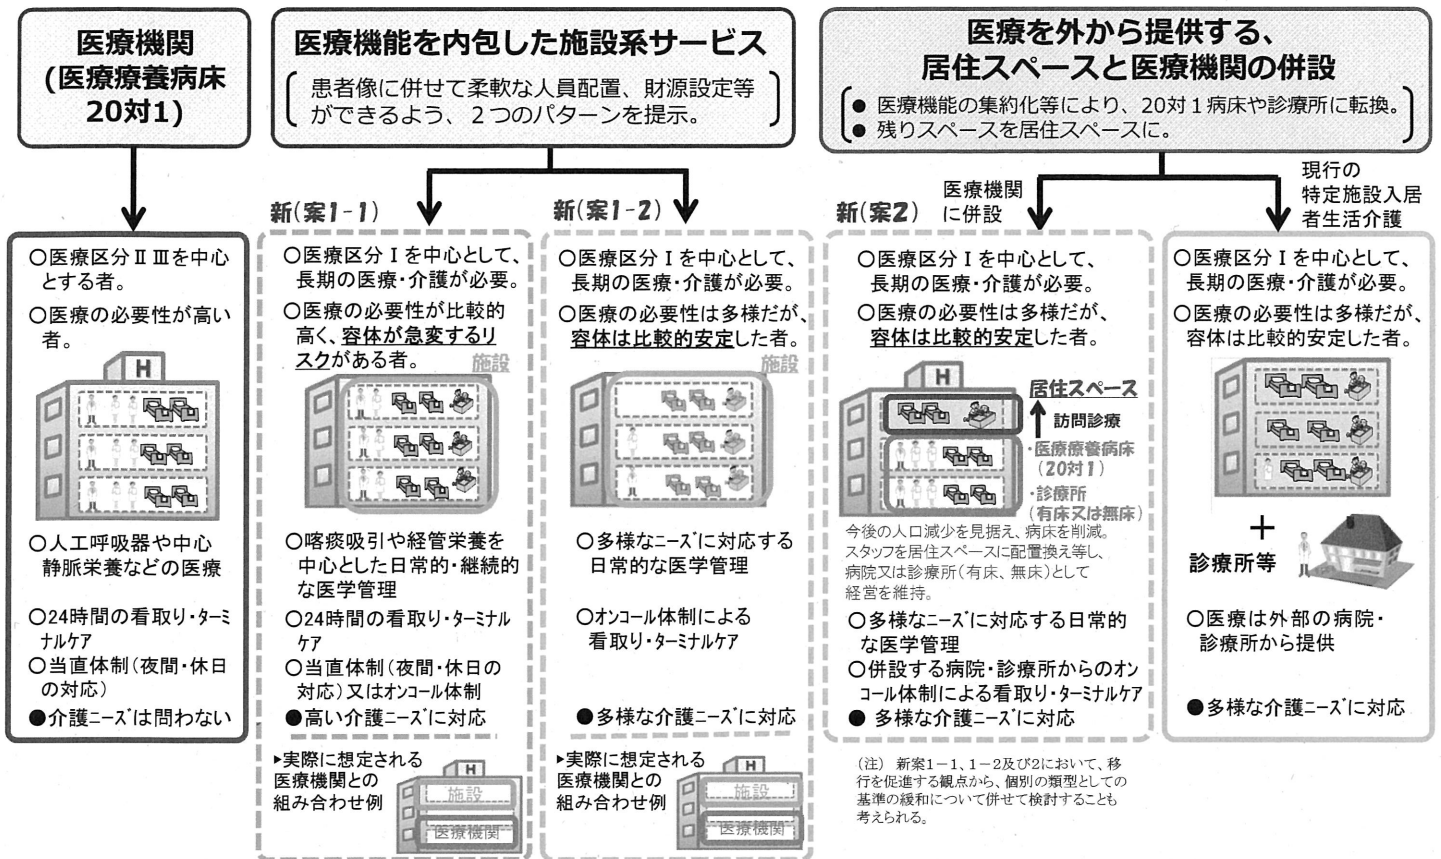 医療機関
(医療療養病床
20対1)
医療機能を内包した施設系サービス
患者像に併せて柔軟な人員配置、財源設定等
ができるよう、2つのパターンを提示。
医療を外から提供する、
居住スペースと医療機関の併設
● 医療機能の集約化等により、20対1病床や診療所に転換。
● 残りスペースを居住スペースに。
新(案1-1)
新(案1-2)
新(案2)
医療機関
に併設
現行の
特定施設入居
者生活介護
○医療区分ⅡⅢを中心
とする者。
○医療の必要性が高い
者。
H
○人工呼吸器や中心
静脈栄養などの医療
○24時間の看取り・ターミ
ナルケア
○当直体制(夜間・休日
の対応)
●介護ニーズは問わない
○医療区分Ⅰを中心として、
長期の医療・介護が必要。
○医療の必要性が比較的
高く、容体が急変するリ
スクがある者。
施設
○喀痰吸引や経管栄養を
中心とした日常的・継続的
な医学管理
○24時間の看取り・ターミナル
ケア
○当直体制(夜間・休日の
対応)又はオンコール体制
●高い介護ニーズに対応
▶実際に想定される
医療機関との
組み合わせ例
H
施設
医療機関
○医療区分Ⅰを中心として、
長期の医療・介護が必要。
○医療の必要性は多様だが、
容体は比較的安定した者。
施設
○多様なニーズに対応する
日常的な医学管理
○オンコール体制による
看取り・ターミナルケア
●多様な介護ニーズに対応
▶実際に想定される
医療機関との
組み合わせ例
H
施設
医療機関
○医療区分Ⅰを中心として、
長期の医療・介護が必要。
○医療の必要性は多様だが、
容体は比較的安定した者。
H
居住スペース
訪問診療
・医療療養病床
(20対1)
・診療所
(有床又は無床)
今後の人口減少を見据え、病床を削減。
スタッフを居住スペースに配置換え等し、
病院又は診療所(有床、無床)として
経営を維持。
○多様なニーズに対応する日常的
な医学管理
○併設する病院・診療所からのオン
コール体制による看取り・ターミナルケア
● 多様な介護ニーズに対応
(注) 新案1-1、1-2及び2において、移
行を促進する観点から、個別の類型としての
基準の緩和について併せて検討することも
考えられる。
○医療区分Ⅰを中心として、
長期の医療・介護が必要。
○医療の必要性は多様だが、
容体は比較的安定した者。
+
診療所等
○医療は外部の病院・
診療所から提供
●多様な介護ニーズに対応